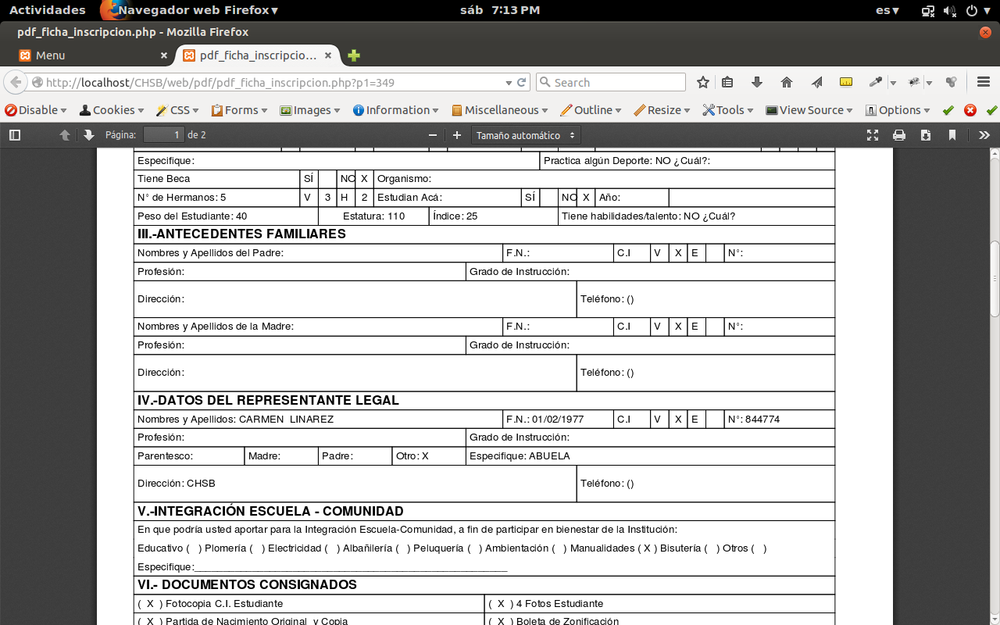 Actividades Navegador web Firefox▾ sáb 7:13 PM es▾
pdf_ficha_inscripcion.php - Mozilla Firefox
Menu × pdf_ficha_inscripcio... ×
http://localhost/CHSB/web/pdf/pdf_ficha_inscripcion.php?p1=349 Search
Disable Cookies CSS Forms Images Information Miscellaneous Outline Resize Tools View Source Options
Página: 1 de 2 Tamaño automático
Especifique: Practica algún Deporte: NO ¿Cuál?:
Tiene Beca SÍ NO X Organismo:
N° de Hermanos: 5 V 3 H 2 Estudian Acá: SÍ NO X Año:
Peso del Estudiante: 40 Estatura: 110 Índice: 25 Tiene habilidades/talento: NO ¿Cuál?
III.-ANTECEDENTES FAMILIARES
Nombres y Apellidos del Padre: F.N.: C.I V X E N°:
Profesión: Grado de Instrucción:
Dirección: Teléfono: ()
Nombres y Apellidos de la Madre: F.N.: C.I V X E N°:
Profesión: Grado de Instrucción:
Dirección: Teléfono: ()
IV.-DATOS DEL REPRESENTANTE LEGAL
Nombres y Apellidos: CARMEN LINAREZ F.N.: 01/02/1977 C.I V X E N°: 844774
Profesión: Grado de Instrucción:
Parentesco: Madre: Padre: Otro: X Especifique: ABUELA
Dirección: CHSB Teléfono: ()
V.-INTEGRACIÓN ESCUELA - COMUNIDAD
En que podría usted aportar para la Integración Escuela-Comunidad, a fin de participar en bienestar de la Institución:
Educativo ( ) Plomería ( ) Electricidad ( ) Albañilería ( ) Peluquería ( ) Ambientación ( ) Manualidades ( X ) Bisutería ( ) Otros ( )
Especifique:______________________________________________________
VI.- DOCUMENTOS CONSIGNADOS
( X ) Fotocopia C.I. Estudiante ( X ) 4 Fotos Estudiante
( X ) Partida de Nacimiento Original y Copia ( X ) Boleta de Zonificación